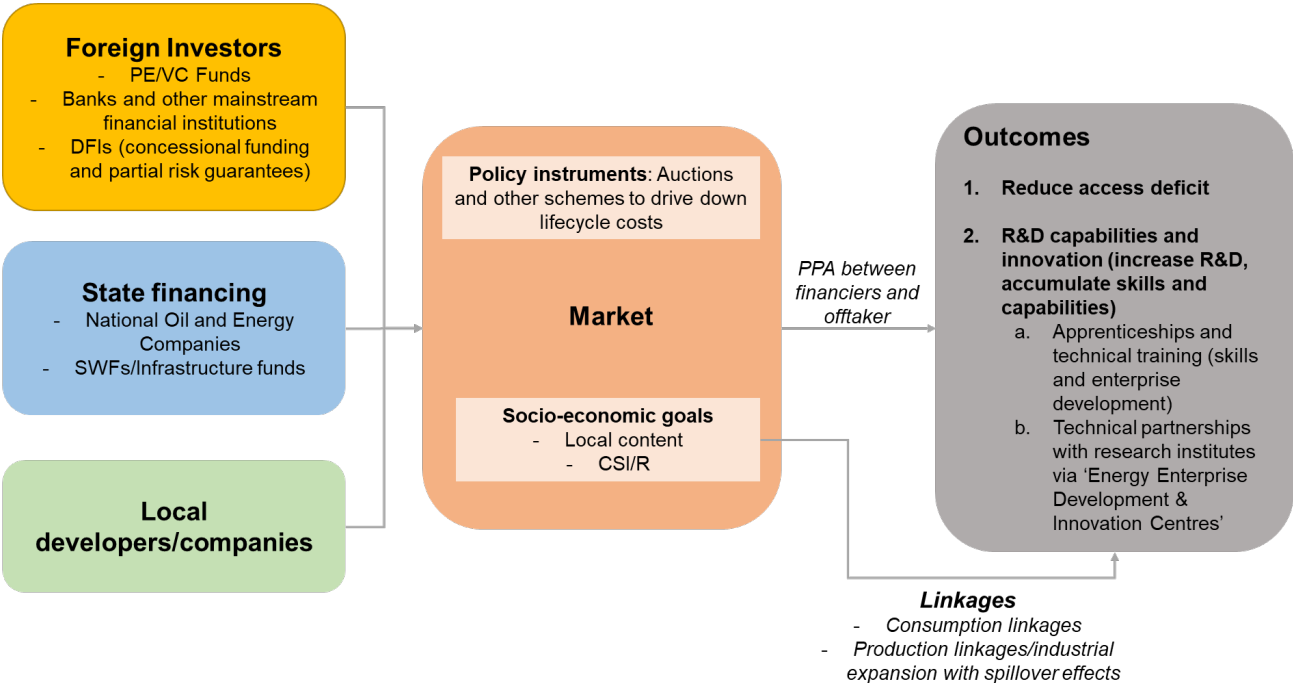 Foreign Investors
- PE/VC Funds
- Banks and other mainstream
financial institutions
- DFIs (concessional funding
and partial risk guarantees)
State financing
- National Oil and Energy
Companies
- SWFs/Infrastructure funds
Local
developers/companies
Policy instruments: Auctions
and other schemes to drive down
lifecycle costs
Market
Socio-economic goals
- Local content
- CSI/R
PPA between
financiers and
offtaker
Linkages
- Consumption linkages
- Production linkages/industrial
expansion with spillover effects
Outcomes
1. Reduce access deficit
2. R&D capabilities and
innovation (increase R&D,
accumulate skills and
capabilities)
a. Apprenticeships and
technical training (skills
and enterprise
development)
b. Technical partnerships
with research institutes
via ‘Energy Enterprise
Development &
Innovation Centres’